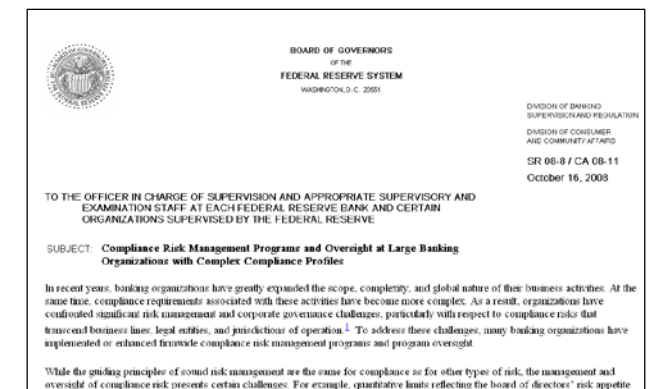 BOARD OF GOVERNORS
OF THE
FEDERAL RESERVE SYSTEM
WASHINGTON, D. C. 20551
DIVISION OF BANKING
SUPERVISION AND REGULATION
DIVISION OF CONSUMER
AND COMMUNITY AFFAIRS
SR 08-8 / CA 08-11
October 16, 2008
TO THE OFFICER IN CHARGE OF SUPERVISION AND APPROPRIATE SUPERVISORY AND
EXAMINATION STAFF AT EACH FEDERAL RESERVE BANK AND CERTAIN
ORGANIZATIONS SUPERVISED BY THE FEDERAL RESERVE
SUBJECT: Compliance Risk Management Programs and Oversight at Large Banking
Organizations with Complex Compliance Profiles
In recent years, banking organizations have greatly expanded the scope, complexity, and global nature of their business activities. At the
same time, compliance requirements associated with these activities have become more complex. As a result, organizations have
confronted significant risk management and corporate governance challenges, particularly with respect to compliance risks that
transcend business lines, legal entities, and jurisdictions of operation.1 To address these challenges, many banking organizations have
implemented or enhanced firmwide compliance risk management programs and program oversight.
While the guiding principles of sound risk management are the same for compliance as for other types of risk, the management and
oversight of compliance risk presents certain challenges. For example, quantitative limits reflecting the board of directors' risk appetite